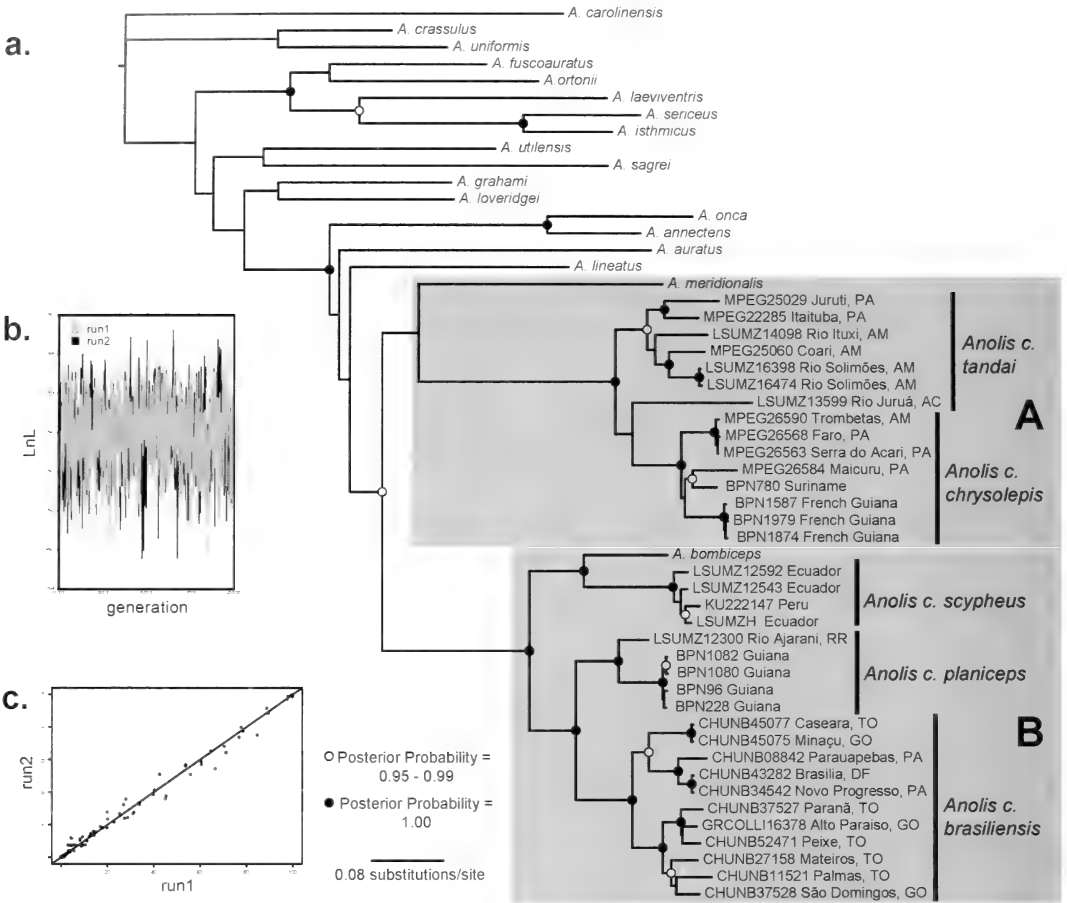 a.
A. carolinensis
A. crassulus
A. uniformis
A. fuscoauratus
A.ortonii
A. laeviventris
A. sericeus
A. isthmicus
A. utilensis
A. sagrei
A. grahami
A. loveridgei
A. onca
A. annectens
A. auratus
A. lineatus
A. meridionalis
MPEG25029 Juruti, PA
MPEG22285 Itaituba, PA
LSUMZ14098 Rio Ituxi, AM
MPEG25060 Coari, AM
LSUMZ16398 Rio Solimões, AM
LSUMZ16474 Rio Solimões, AM
Anolis c.
tandai
LSUMZ13599 Rio Juruá, AC
A
MPEG26590 Trombetas, AM
MPEG26568 Faro, PA
MPEG26563 Serra do Acari, PA
MPEG26584 Maicuru, PA
BPN780 Suriname
BPN1587 French Guiana
BPN1979 French Guiana
BPN1874 French Guiana
Anolis c.
chrysolepis
A. bombiceps
LSUMZ12592 Ecuador
LSUMZ12543 Ecuador
KU222147 Peru
LSUMZH Ecuador
Anolis c. scypheus
LSUMZ12300 Rio Ajarani, RR
BPN1082 Guiana
BPN1080 Guiana
BPN96 Guiana
BPN228 Guiana
Anolis c. planiceps
B
CHUNB45077 Caseara, TO
CHUNB45075 Minaçu, GO
CHUNB08842 Parauapebas, PA
CHUNB43282 Brasilia, DF
CHUNB34542 Novo Progresso, PA
CHUNB37527 Paranã, TO
GRCOLLI16378 Alto Paraiso, GO
CHUNB52471 Peixe, TO
CHUNB27158 Mateiros, TO
CHUNB11521 Palmas, TO
CHUNB37528 São Domingos, GO
Anolis c.
brasiliensis
b.
run1
run2
LnL
generation
c.
run2
run1
Posterior Probability =
0.95 - 0.99
Posterior Probability =
1.00
0.08 substitutions/site